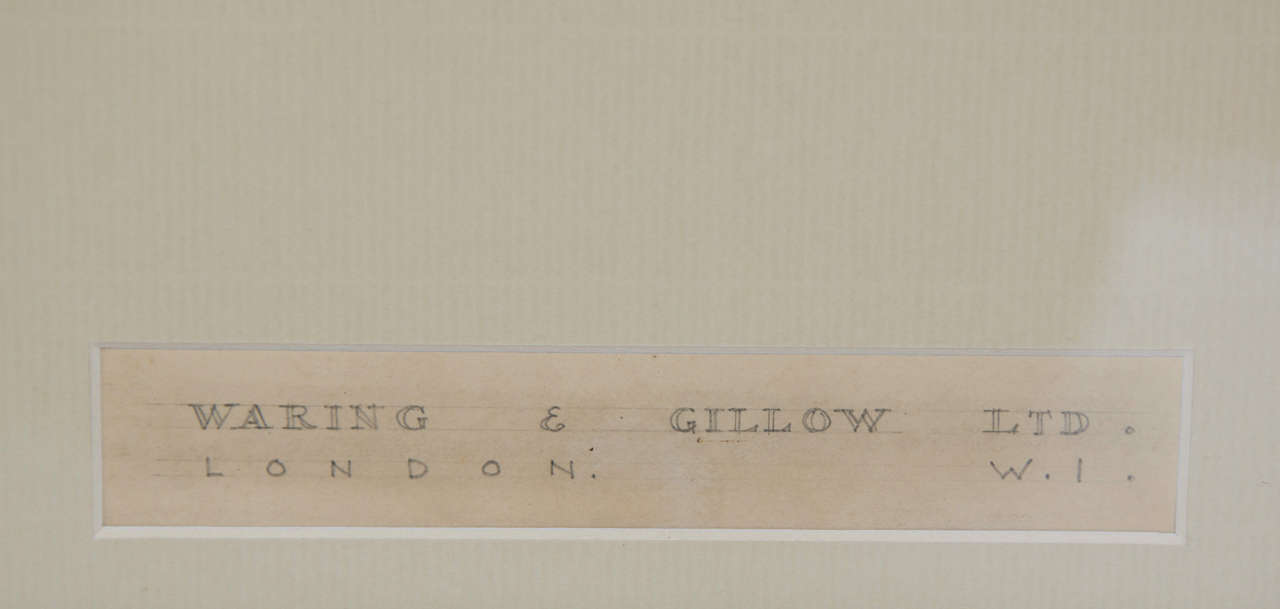 WARING & GILLOW LTD.
LONDON. W.1.